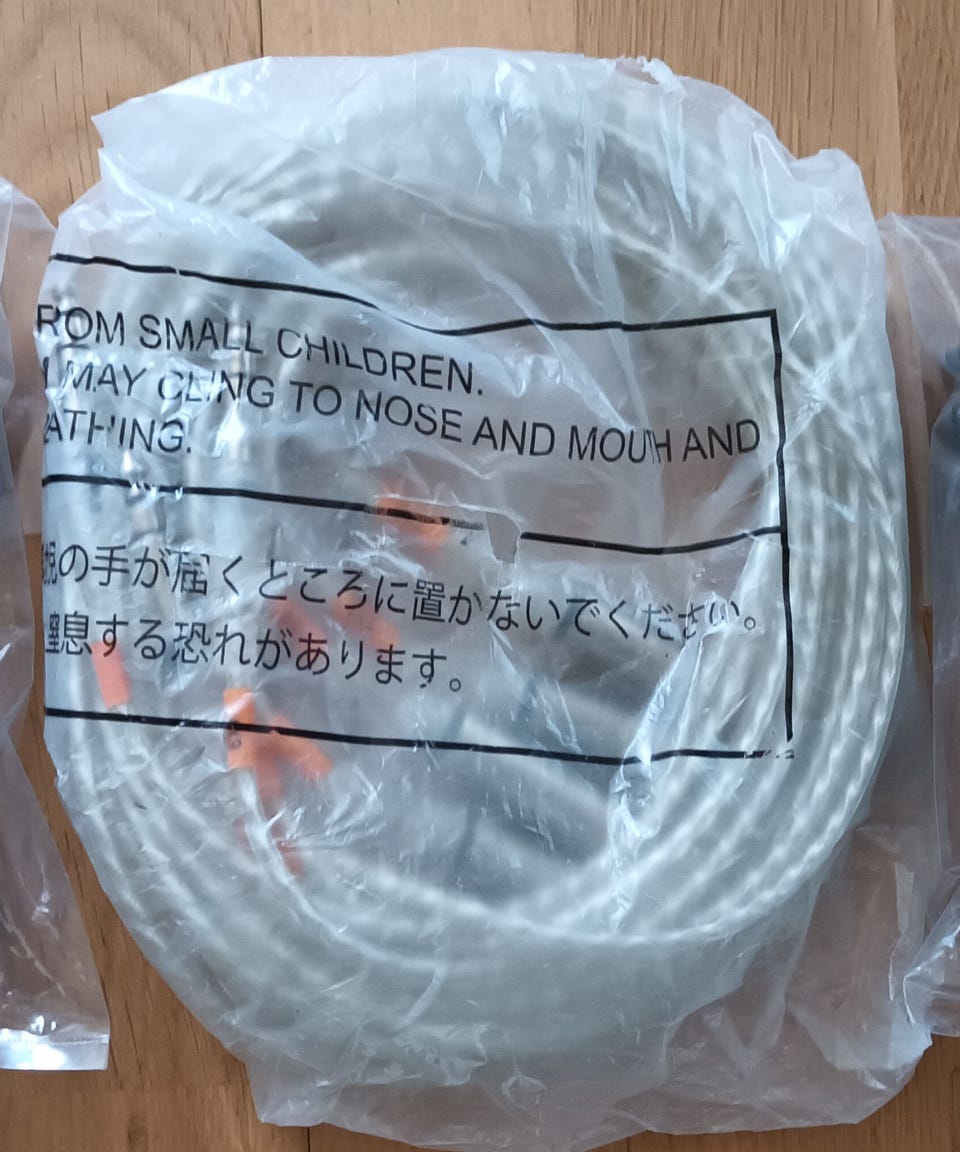 ROM SMALL CHILDREN.
MAY CLING TO NOSE AND MOUTH AND
ATHING.
の手が届くところに置かないでください。
窒息する恐れがあります。